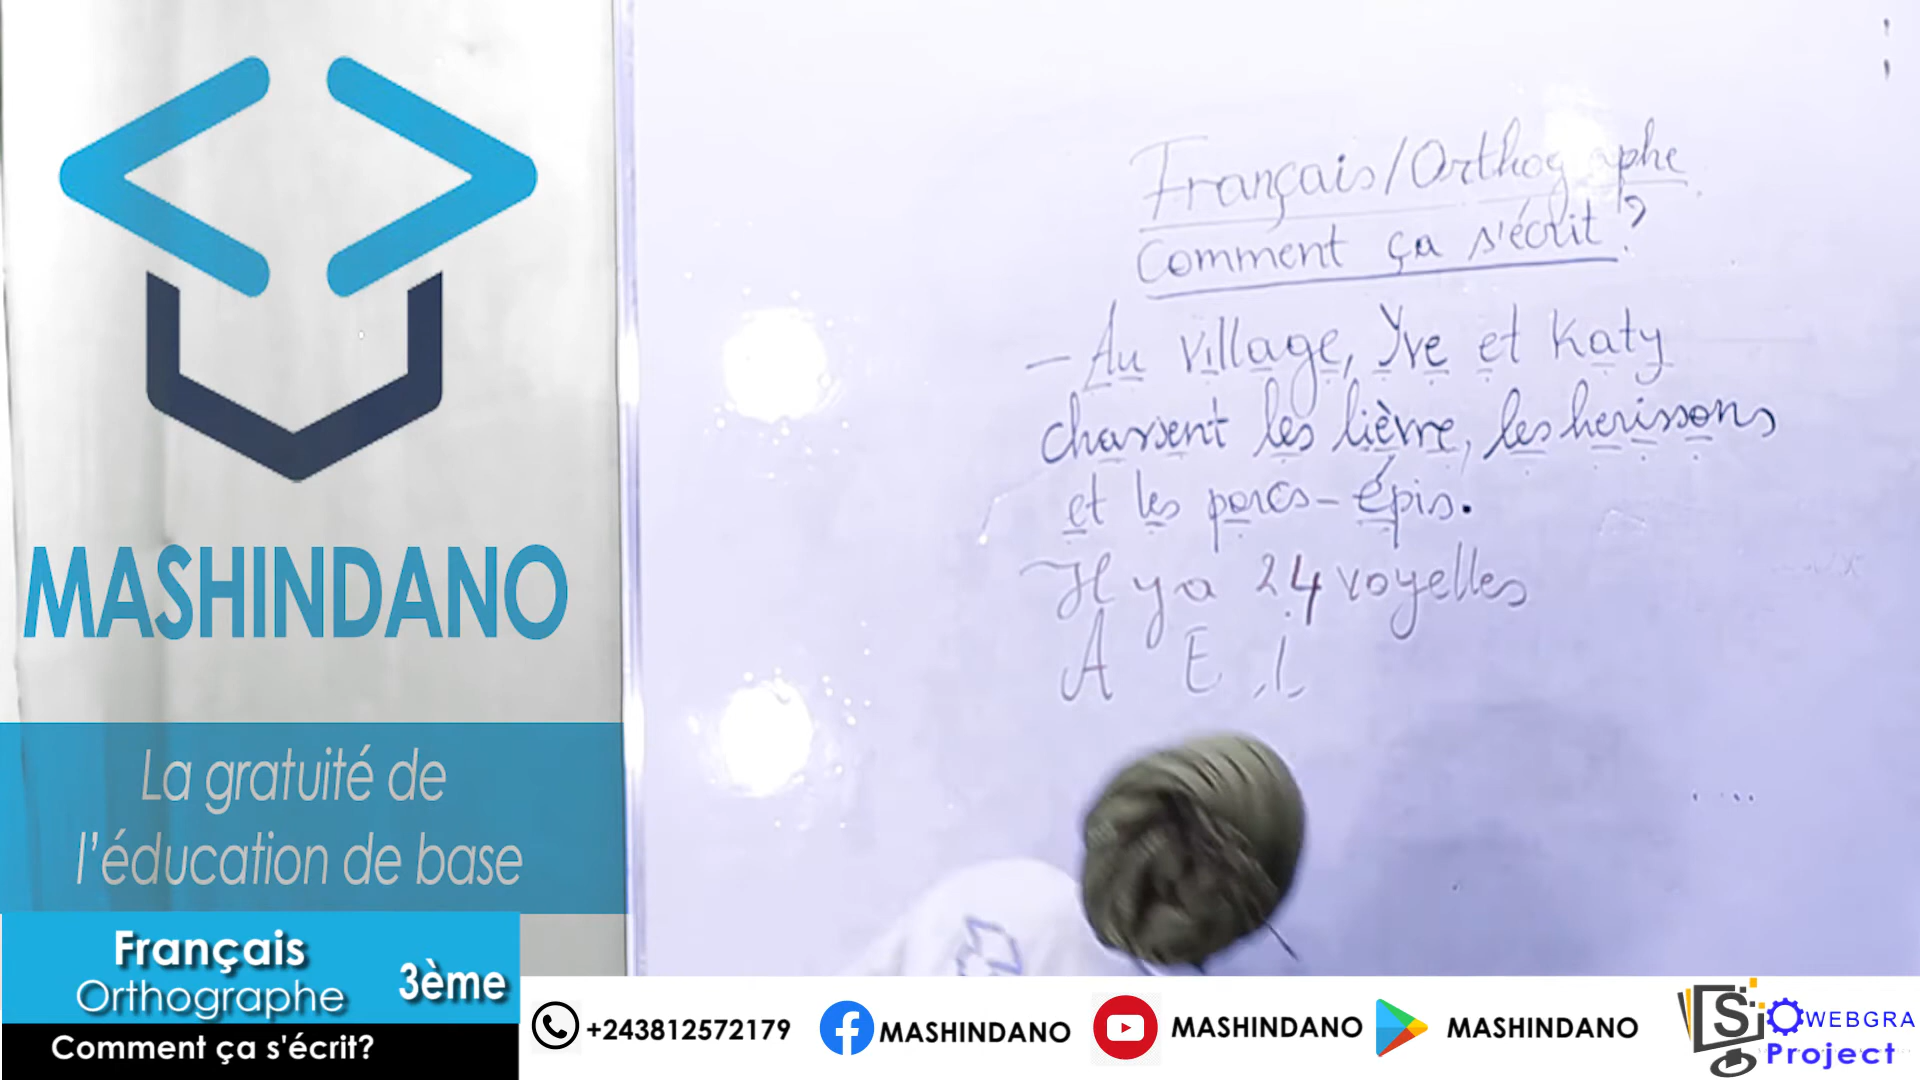 MASHINDANO
La gratuité de
l'éducation de base
Français
Orthographe
3ème
Comment ça s'écrit?
Français/Orthographe
Comment ça s'écrit?
- Au village, Yve et Katy
chassent les lièvre, les herissons
et les porcs-épis.
Il y a 24 voyelles
A E i
+243812572179
MASHINDANO
MASHINDANO
MASHINDANO
WEBGRA
Project